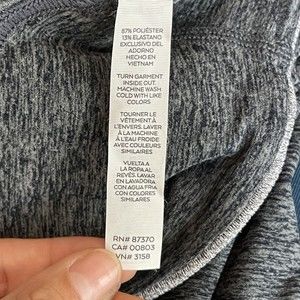 87% POLIÉSTER
13% ELASTANO
EXCLUSIVO DEL
ADORNO
HECHO EN
VIETNAM
TURN GARMENT
INSIDE OUT.
MACHINE WASH
COLD WITH LIKE
COLORS
TOURNER LE
VÊTEMENT À
L'ENVERS. LAVER
À LA MACHINE
À L'EAU FROIDE
AVEC COULEURS
SIMILAIRES
VUELTA A
LA ROPA AL
REVÉS. LAVAR EN
LAVADORA
CON AGUA FRIA
CON COLORES
SIMILARES
RN# 87370
CA# 00803
VN# 3158